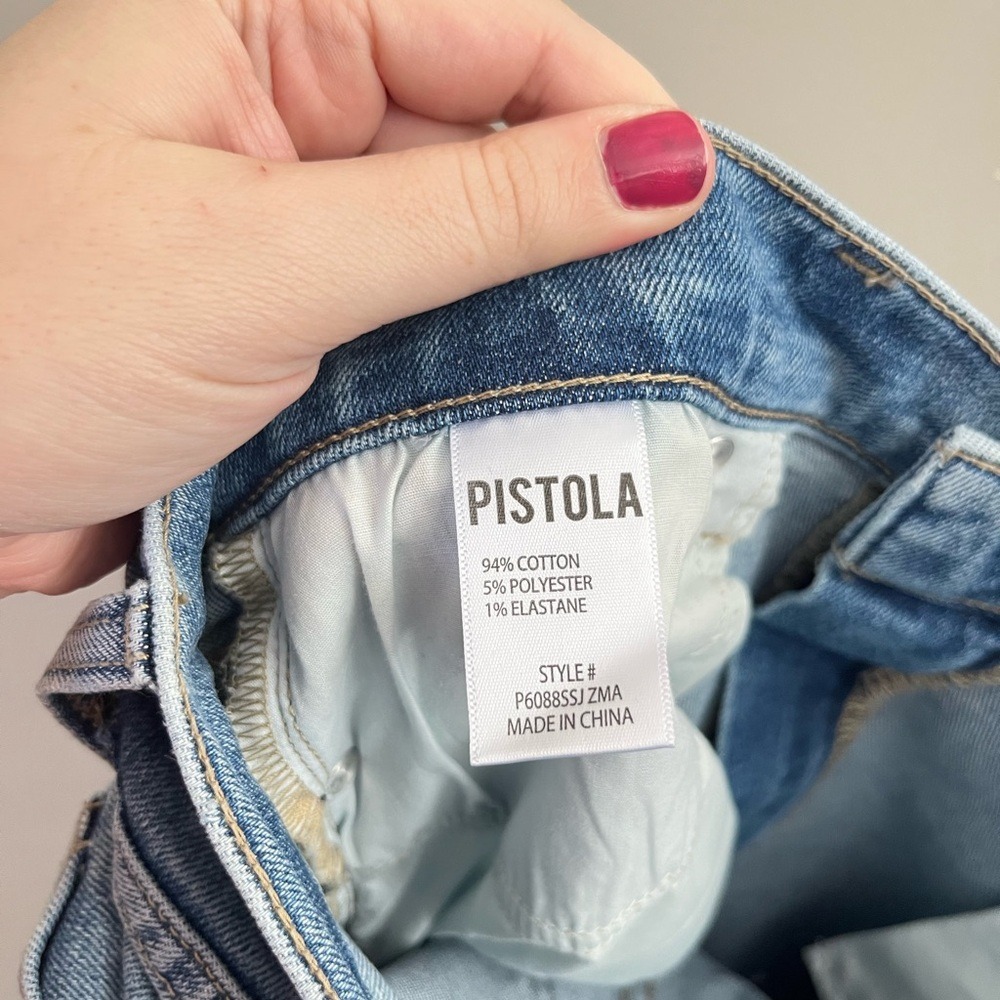 PISTOLA
94% COTTON
5% POLYESTER
1% ELASTANE
STYLE #
P6088SSJ ZMA
MADE IN CHINA